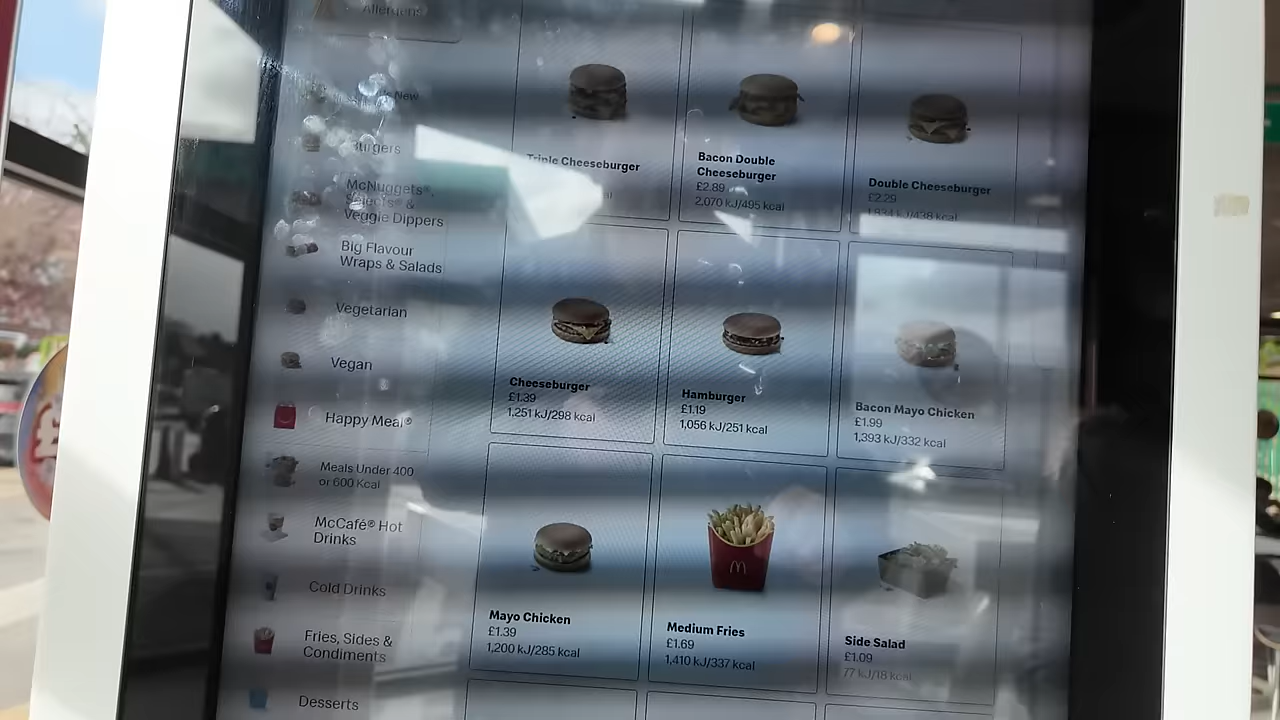 Allergens
New
Burgers
McNuggets®,
Selects® &
Veggie Dippers
Big Flavour
Wraps & Salads
Vegetarian
Vegan
Happy Meal®
Meals Under 400
or 600 Kcal
McCafé® Hot
Drinks
Cold Drinks
Fries, Sides &
Condiments
Desserts
Triple Cheeseburger
Bacon Double
Cheeseburger
£2.89
2,070 kJ/495 kcal
Double Cheeseburger
£2.29
1,834 kJ/438 kcal
Cheeseburger
£1.39
1,251 kJ/298 kcal
Hamburger
£1.19
1,056 kJ/251 kcal
Bacon Mayo Chicken
£1.99
1,393 kJ/332 kcal
Mayo Chicken
£1.39
1,200 kJ/285 kcal
Medium Fries
£1.69
1,410 kJ/337 kcal
Side Salad
£1.09
77 kJ/18 kcal